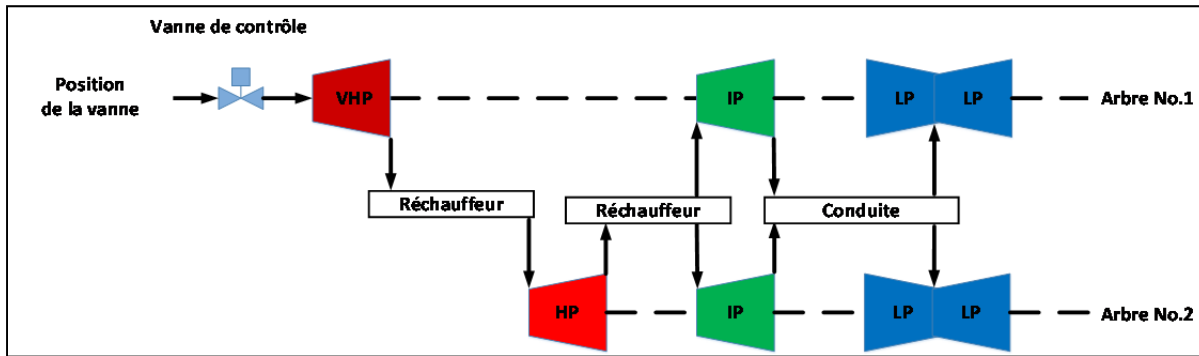 Vanne de contrôle
Position
de la vanne
VHP
IP
LP
LP
Arbre No.1
Réchauffeur
Réchauffeur
Conduite
HP
IP
LP
LP
Arbre No.2